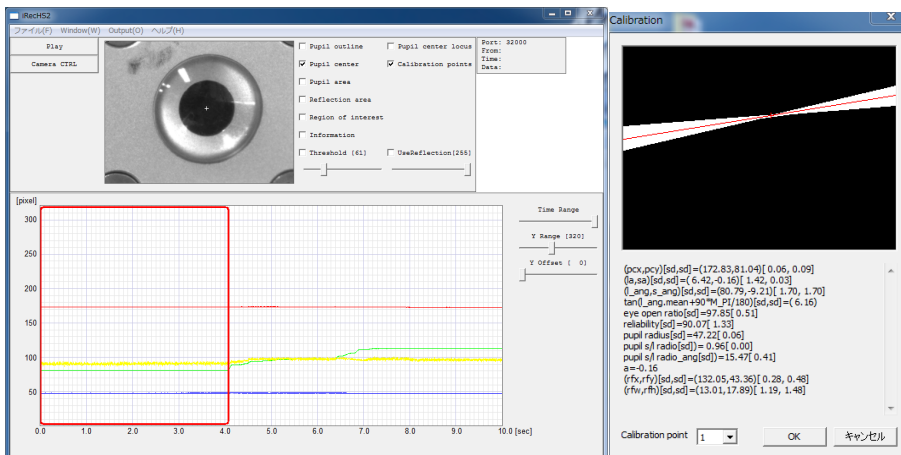 iRecHS2
ファイル(F) Window(W) Output(O) ヘルプ(H)
Play
Camera CTRL
Pupil outline
Pupil center locus
Pupil center
Calibration points
Pupil area
Reflection area
Region of interest
Information
Threshold [61]
UseReflection[255]
Port: 32000
From:
Time:
Data:
[pixel]
300
250
200
150
100
50
0.0 1.0 2.0 3.0 4.0 5.0 6.0 7.0 8.0 9.0 10.0 [sec]
Time Range
Y Range [320]
Y Offset [ 0]
Calibration
(pcx,pcy)[sd,sd]=(172.83,81.04)[ 0.06, 0.09]
(la,sa)[sd,sd]=( 6.42,-0.16)[ 1.42, 0.03]
(l_ang,s_ang)[sd,sd]=(80.79,-9.21)[ 1.70, 1.70]
tan(l_ang.mean+90*M_PI/180)[sd,sd]=( 6.16)
eye open ratio[sd]=97.85[ 0.51]
reliability[sd]=90.07[ 1.33]
pupil radius[sd]=47.22[ 0.06]
pupil s/l radio[sd])= 0.96[ 0.00]
pupil s/l radio_ang[sd])=15.47[ 0.41]
a=-0.16
(rfx,rfy)[sd,sd]=(132.05,43.36)[ 0.28, 0.48]
(rfw,rfh)[sd,sd]=(13.01,17.89)[ 1.19, 1.48]
Calibration point 1
OK
キャンセル